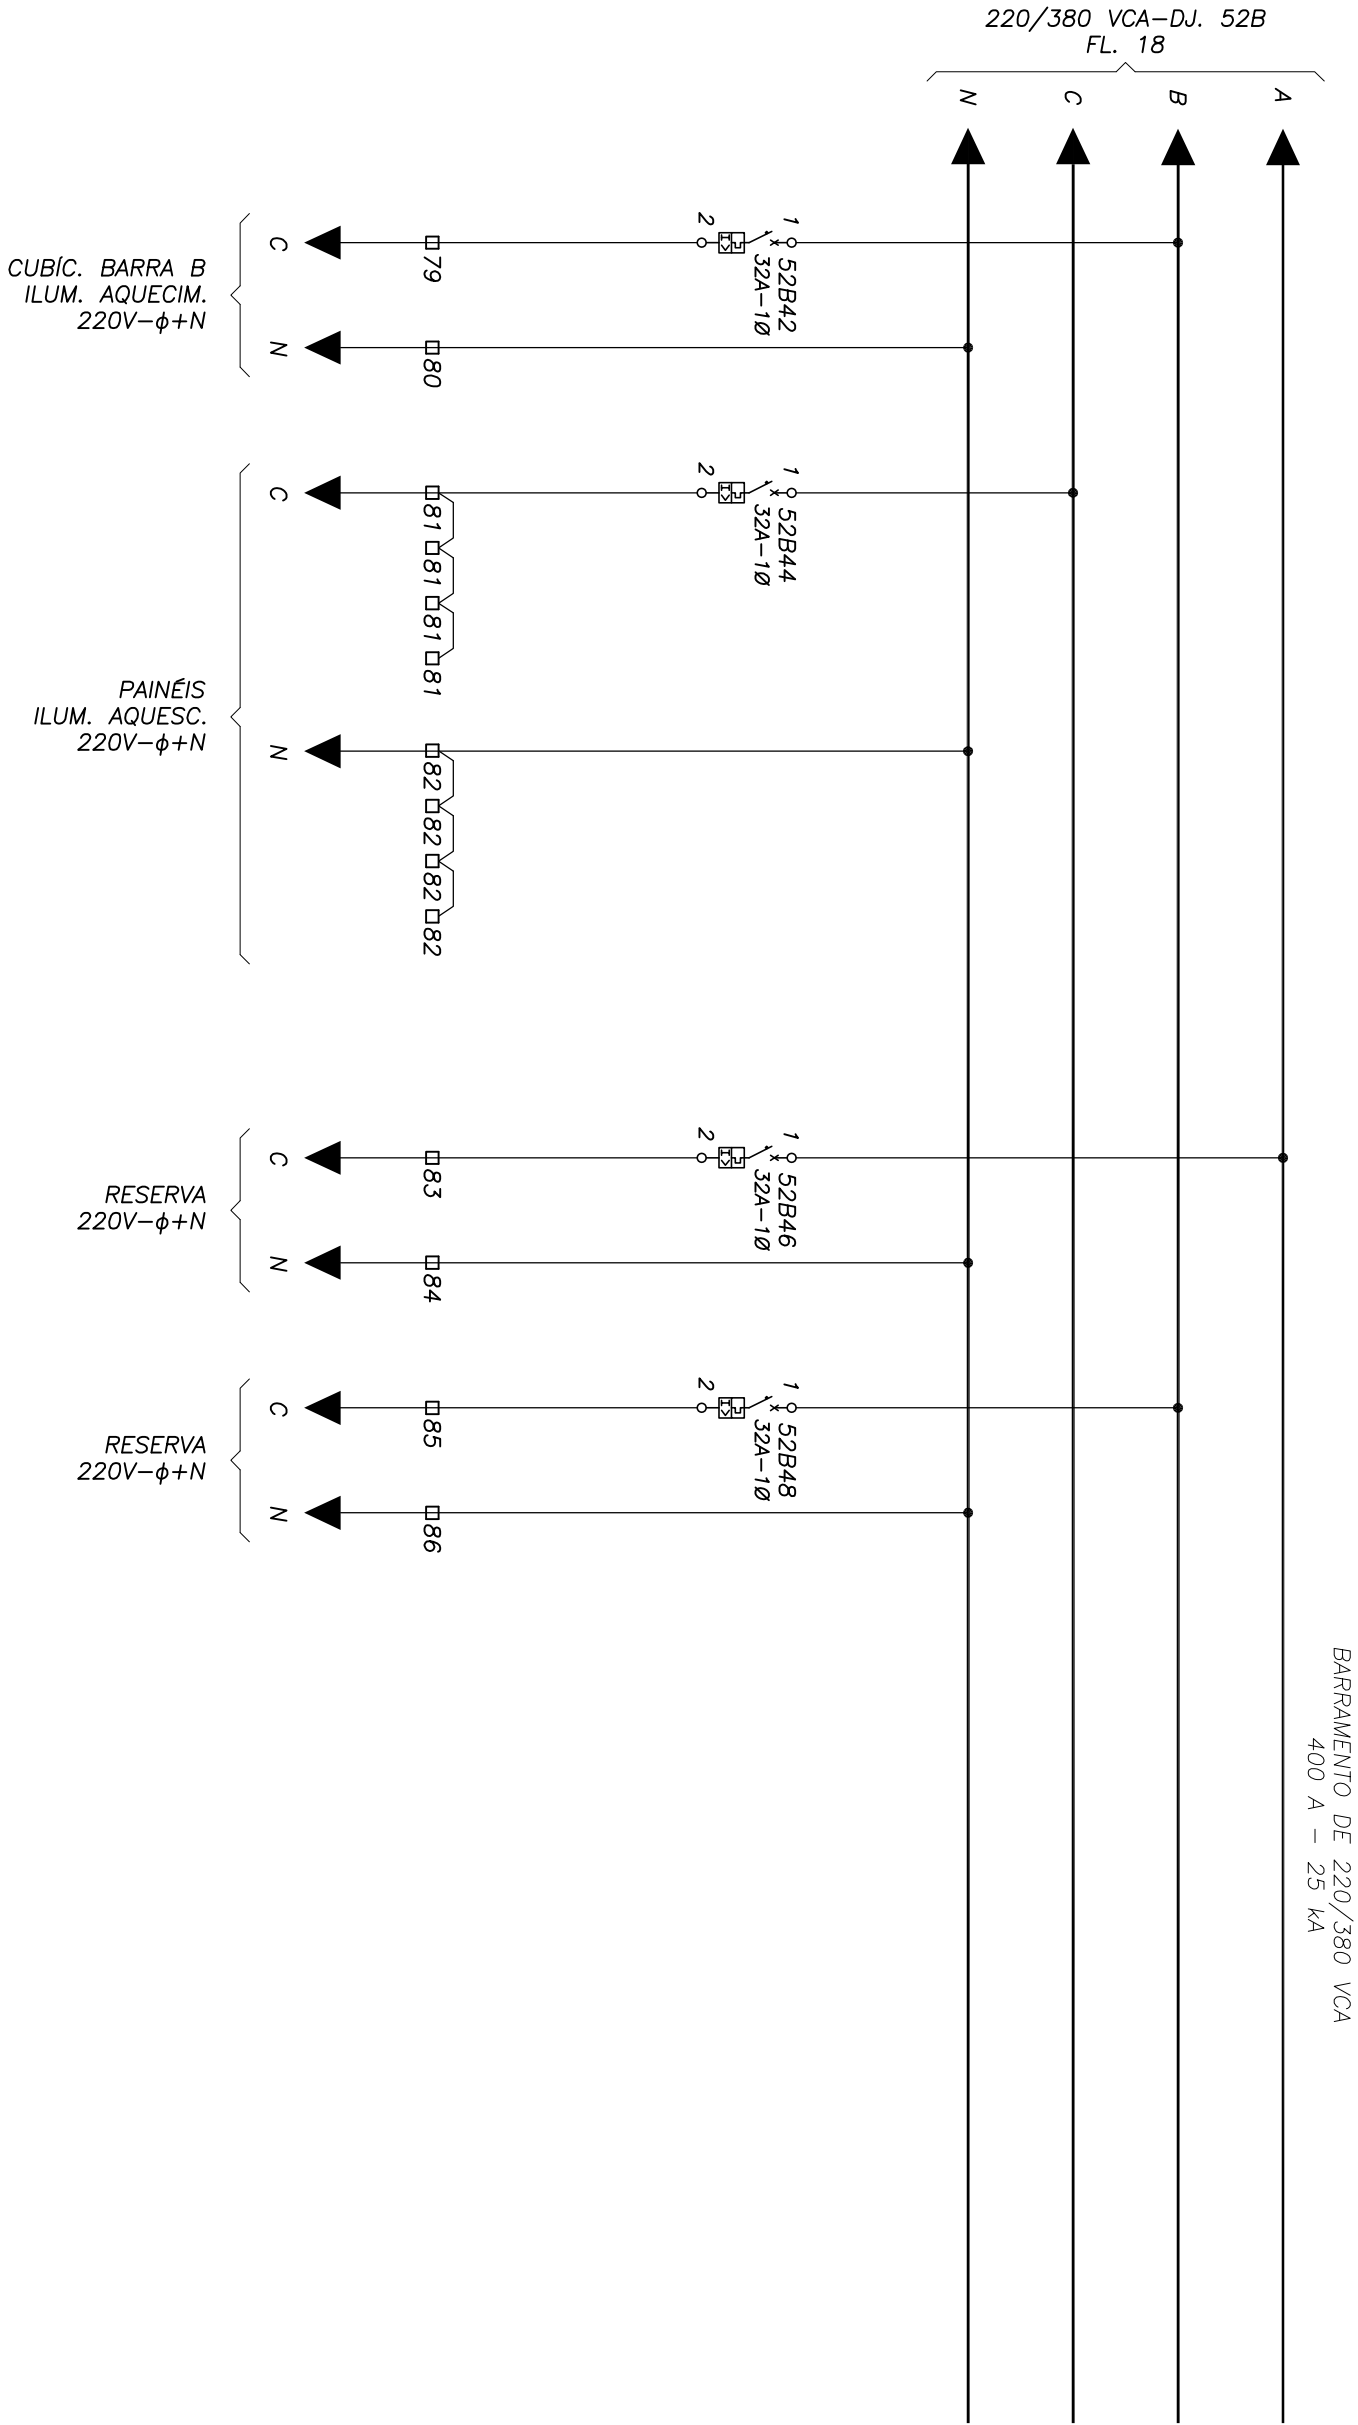 220/380 VCA-DJ. 52B
FL. 18
N
C
B
A
CUBÍC. BARRA B
ILUM. AQUECIM.
220V-ϕ+N
C
79
2
1
52B42
32A-1Ø
N
80
PAINÉIS
ILUM. AQUESC.
220V-ϕ+N
C
81
81
81
81
2
1
52B44
32A-1Ø
N
82
82
82
82
RESERVA
220V-ϕ+N
C
83
2
1
52B46
32A-1Ø
N
84
RESERVA
220V-ϕ+N
C
85
2
1
52B48
32A-1Ø
N
86
BARRAMENTO DE 220/380 VCA
400 A - 25 kA